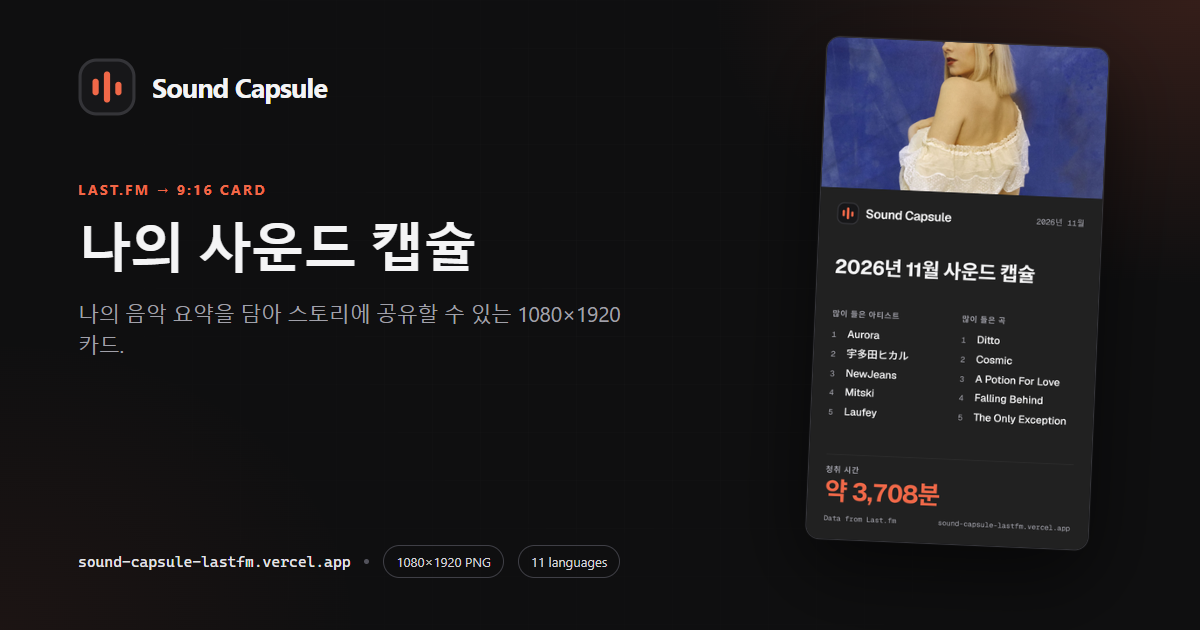 Sound Capsule
LAST.FM → 9:16 CARD
나의 사운드 캡슐
나의 음악 요약을 담아 스토리에 공유할 수 있는 1080×1920
카드.
sound-capsule-lastfm.vercel.app • 1080×1920 PNG 11 languages
Sound Capsule 2026년 11월
2026년 11월 사운드 캡슐
많이 들은 아티스트
1 Aurora
2 宇多田ヒカル
3 NewJeans
4 Mitski
5 Laufey
많이 들은 곡
1 Ditto
2 Cosmic
3 A Potion For Love
4 Falling Behind
5 The Only Exception
청취 시간
약 3,708분
Data from Last.fm sound-capsule-lastfm.vercel.app